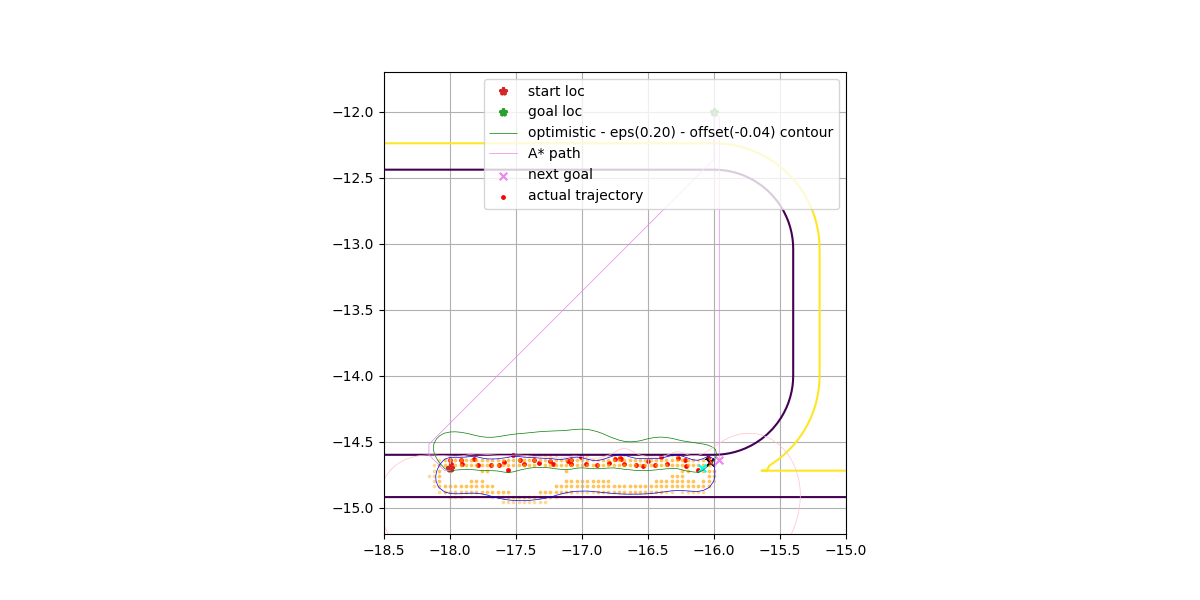 start loc
goal loc
optimistic - eps(0.20) - offset(-0.04) contour
A* path
next goal
actual trajectory
−12.0
−12.5
−13.0
−13.5
−14.0
−14.5
−15.0
−18.5 −18.0 −17.5 −17.0 −16.5 −16.0 −15.5 −15.0